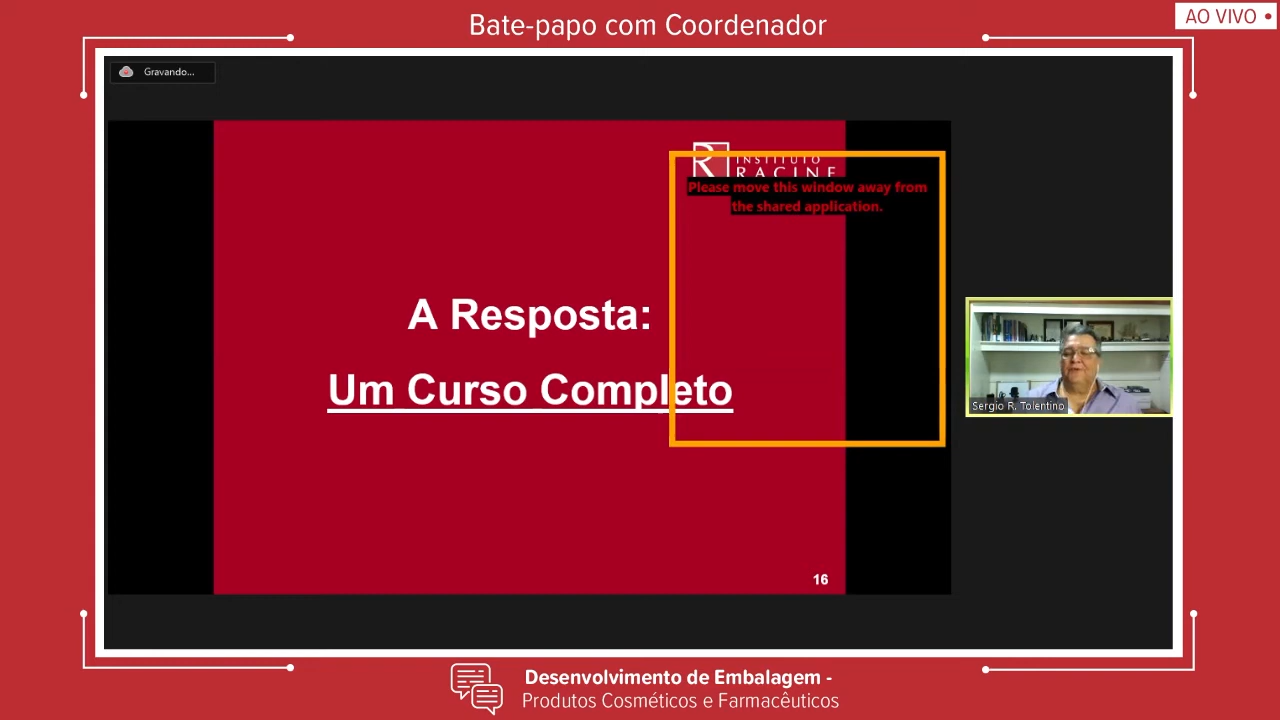 Bate-papo com Coordenador
AO VIVO
Gravando...
INSTITUTO
RACINE
Please move this window away from
the shared application.
A Resposta:
Um Curso Completo
Sergio R. Tolentino
16
Desenvolvimento de Embalagem -
Produtos Cosméticos e Farmacêuticos